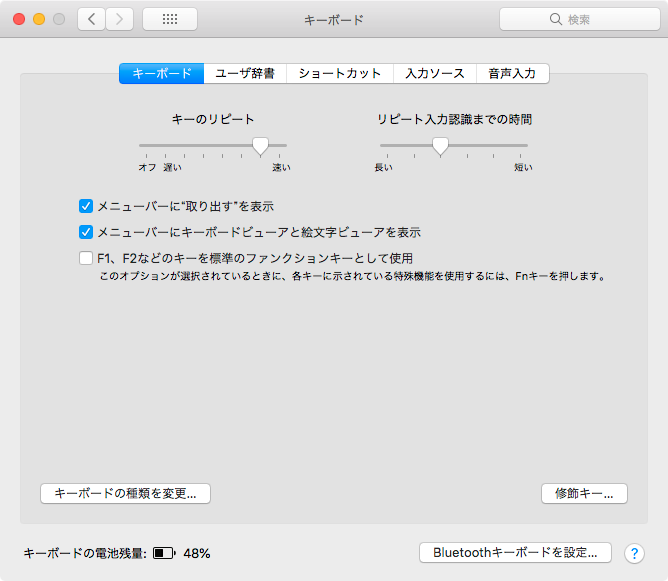 キーボード
検索
キーボード
ユーザ辞書
ショートカット
入力ソース
音声入力
キーのリピート
リピート入力認識までの時間
オフ 遅い 速い
長い 短い
メニューバーに“取り出す”を表示
メニューバーにキーボードビューアと絵文字ビューアを表示
F1、F2などのキーを標準のファンクションキーとして使用
このオプションが選択されているときに、各キーに示されている特殊機能を使用するには、Fnキーを押します。
キーボードの種類を変更...
修飾キー...
キーボードの電池残量: 48%
Bluetoothキーボードを設定...
?